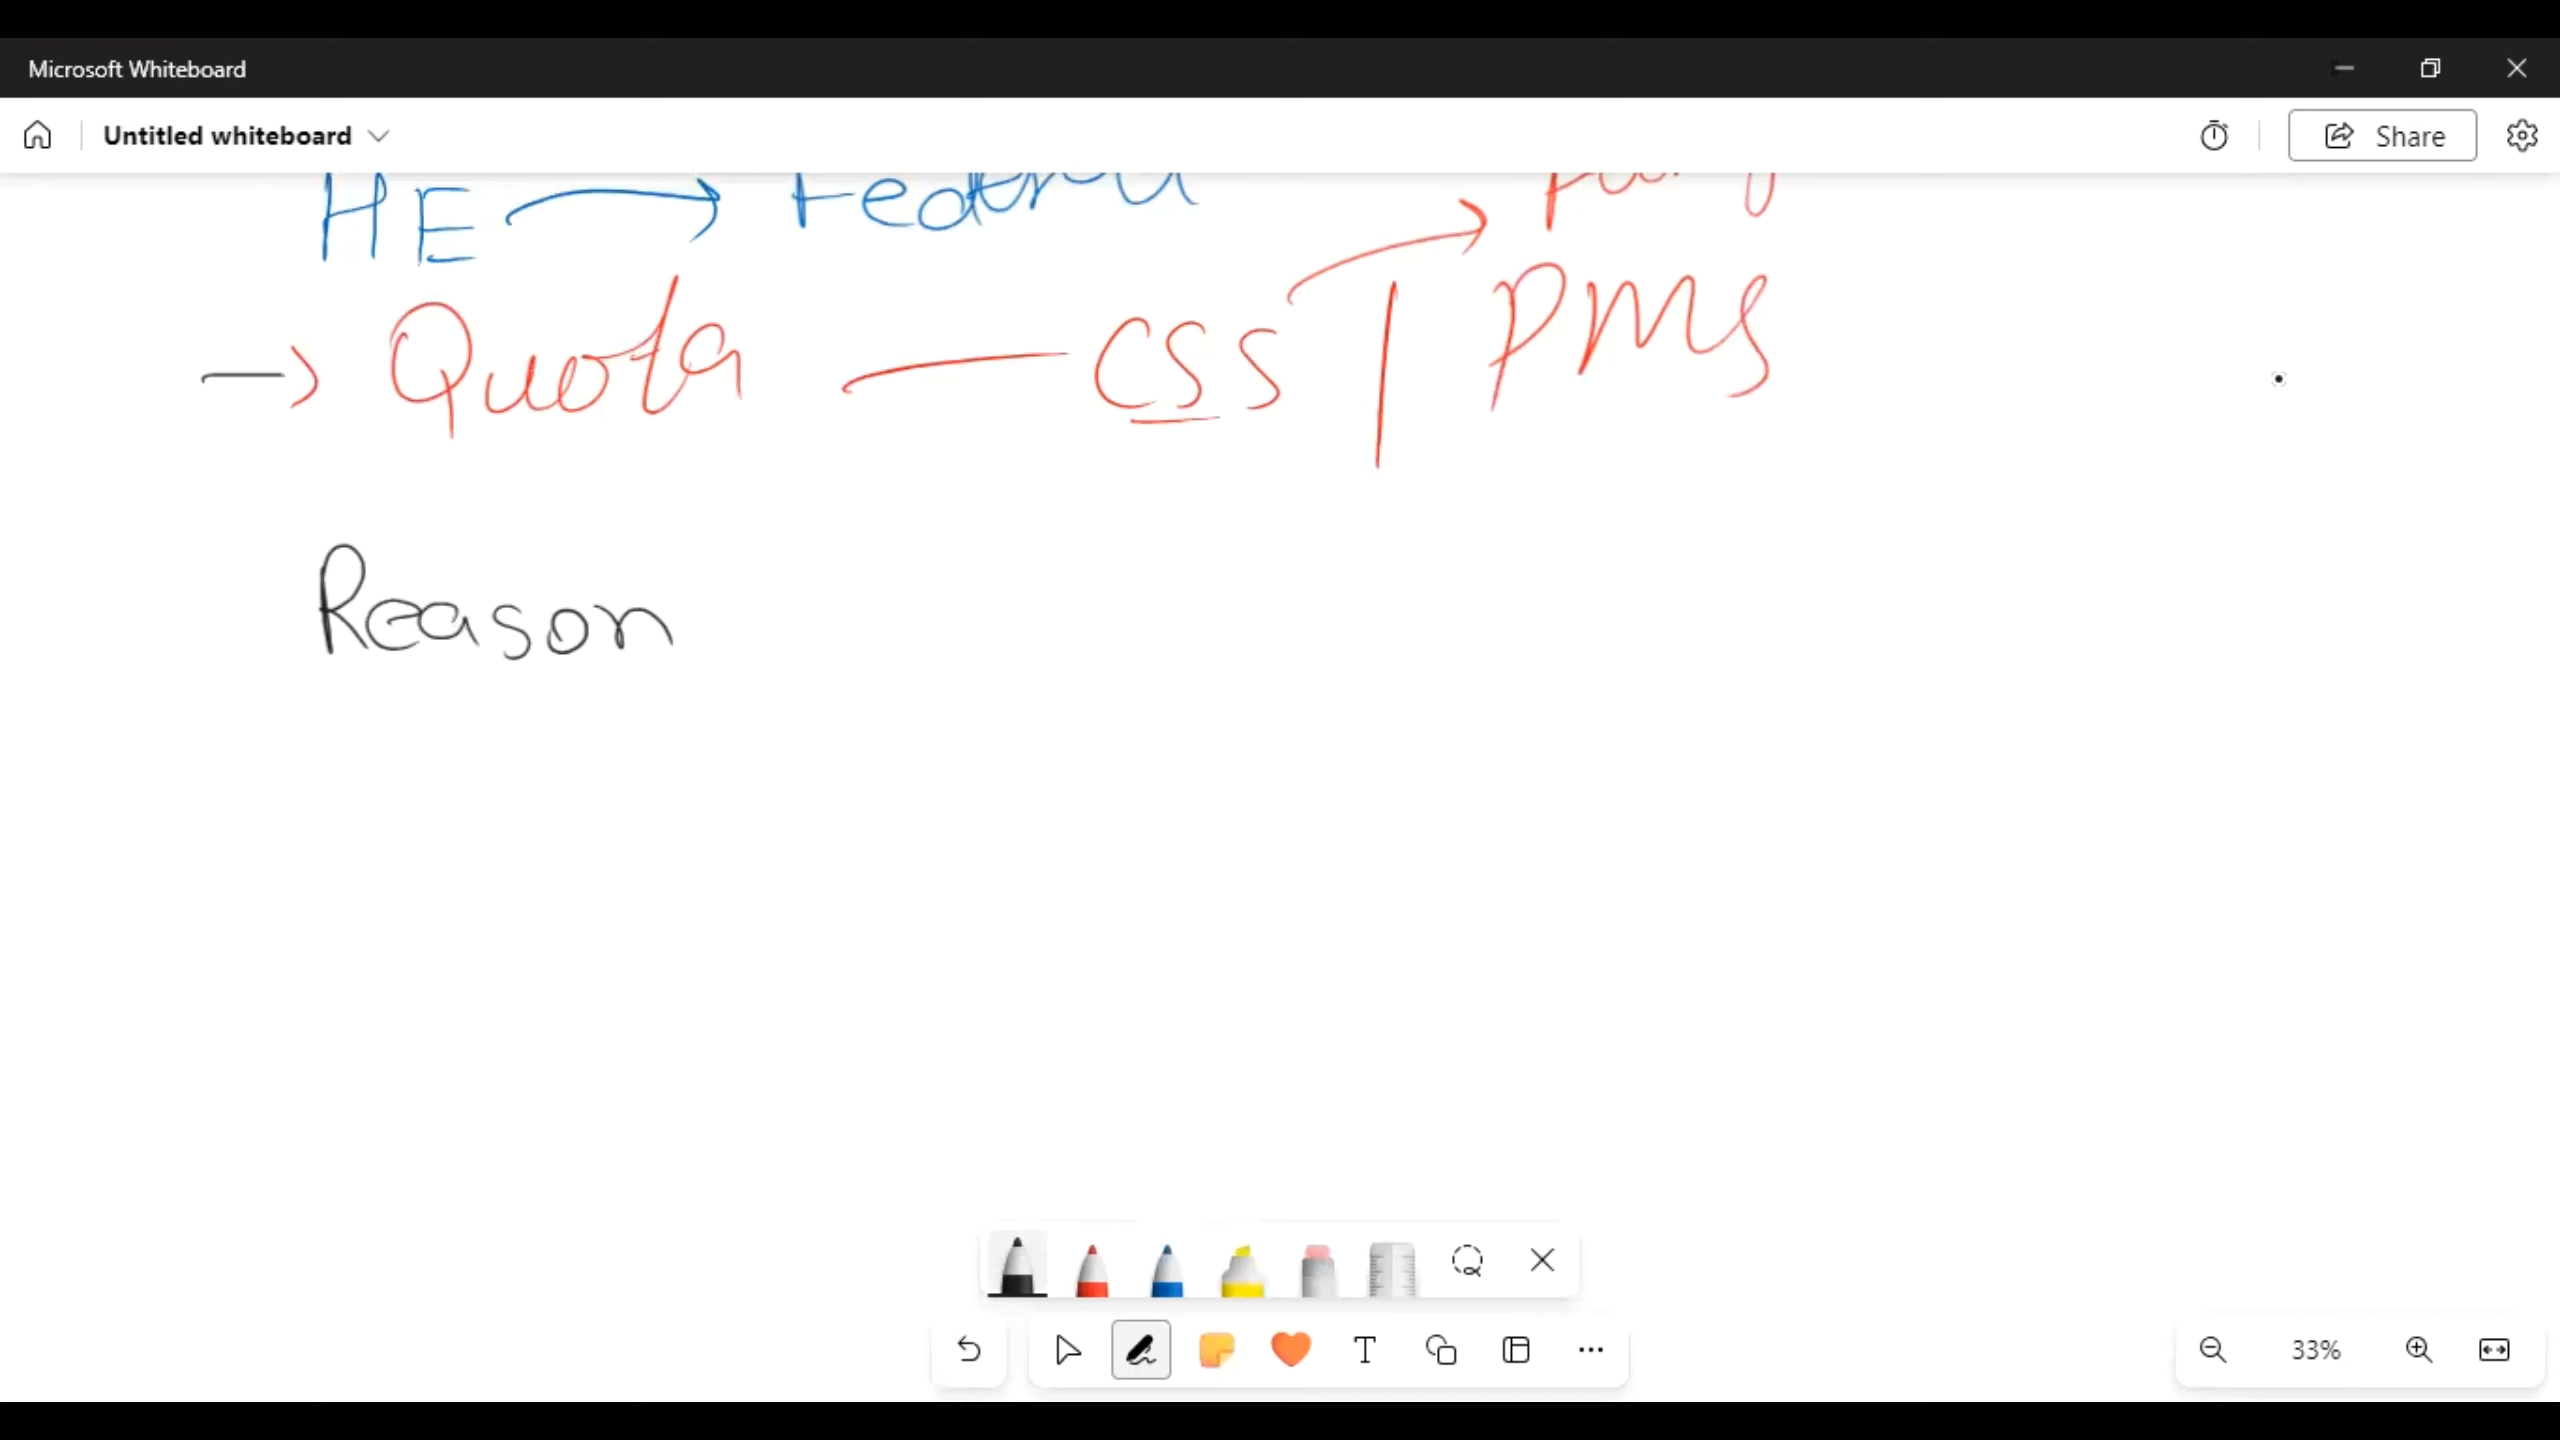 Microsoft Whiteboard
Untitled whiteboard
Share
HE → Federal
→ Quota — CSS | PMS
Reason
T
33%